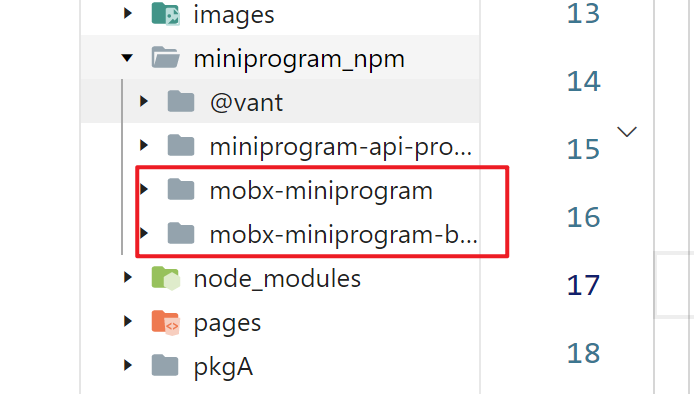 images
miniprogram_npm
@vant
miniprogram-api-pro...
mobx-miniprogram
mobx-miniprogram-b...
node_modules
pages
pkgA
13
14
15
16
17
18